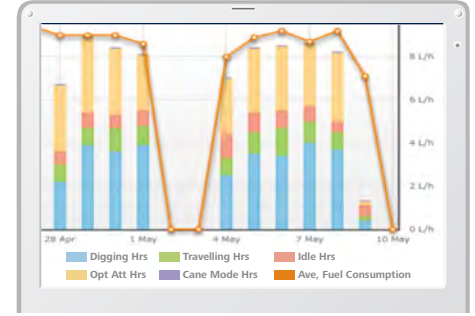 8 L/h
6 L/h
4 L/h
2 L/h
0 L/h
28 Apr 1 May 4 May 7 May 10 May
Digging Hrs Travelling Hrs Idle Hrs
Opt Att Hrs Cane Mode Hrs Ave, Fuel Consumption